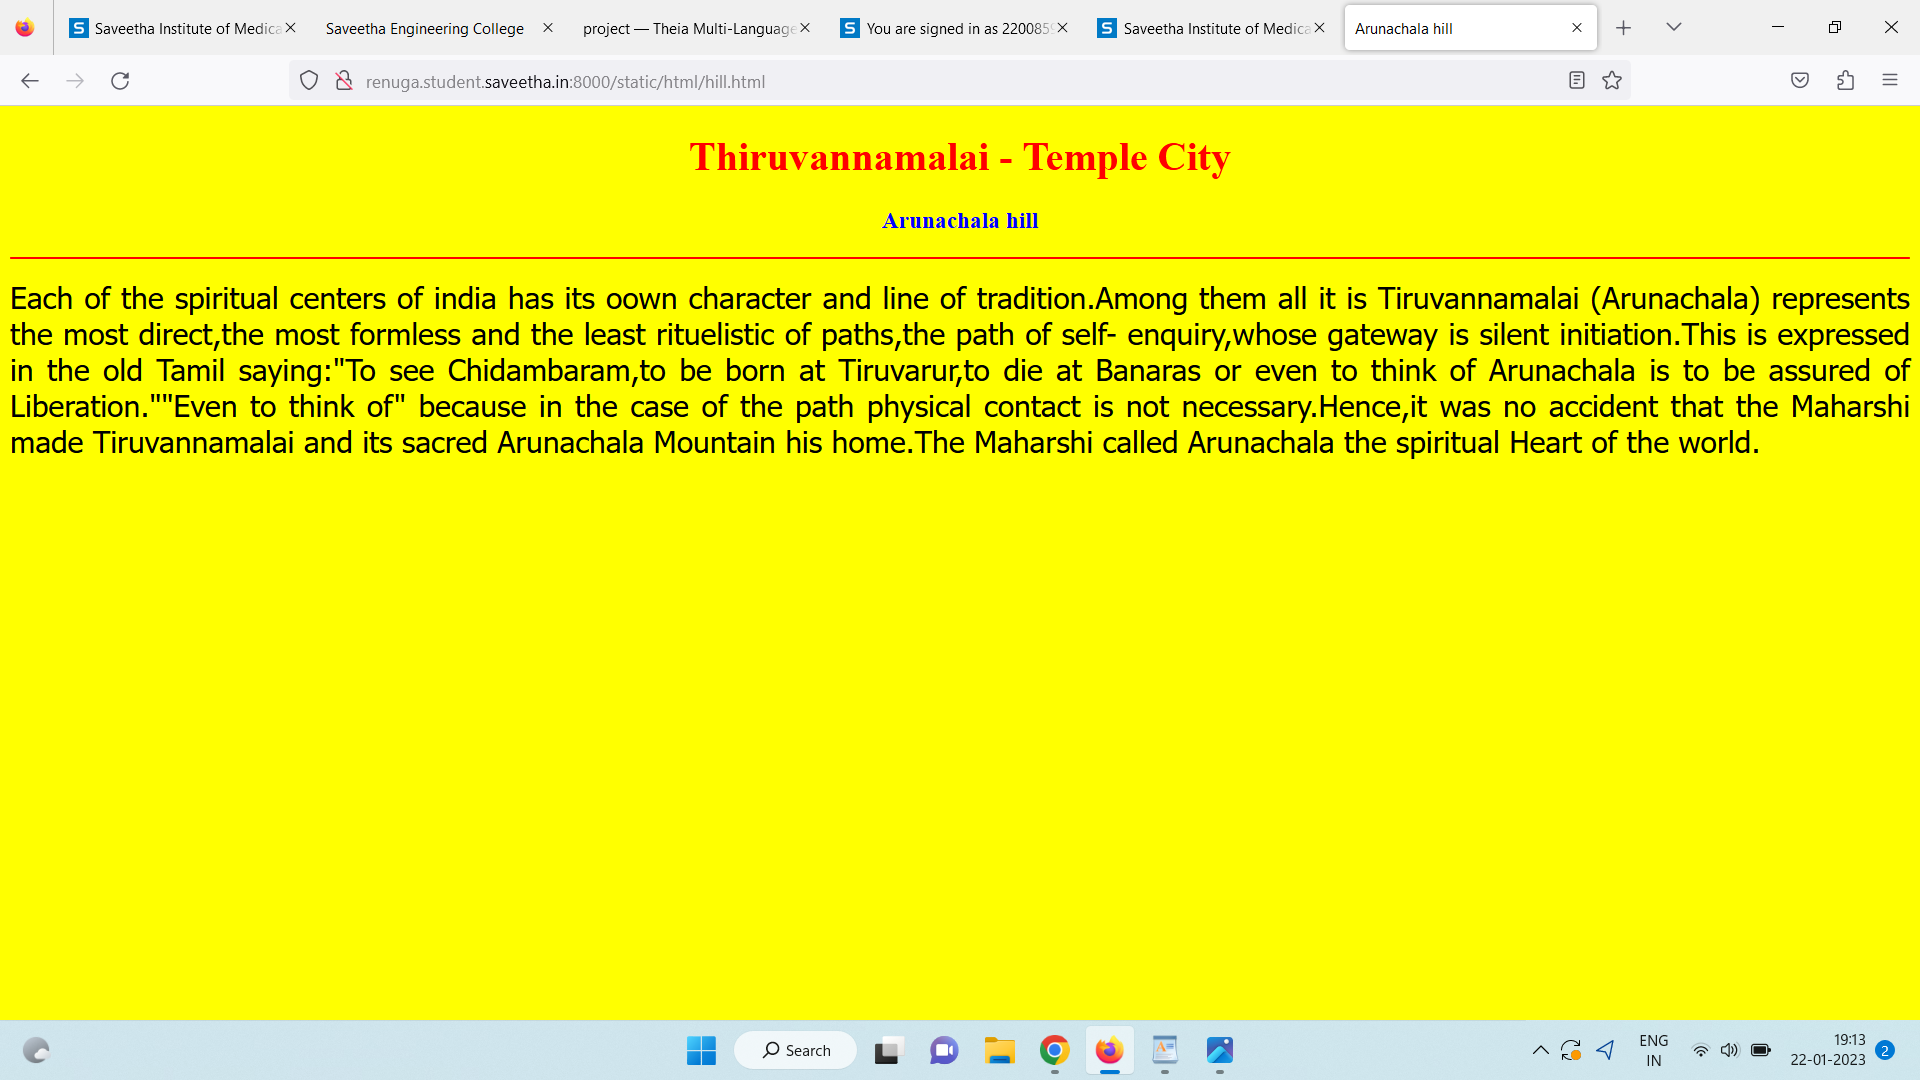 Saveetha Institute of Medica
Saveetha Engineering College
project — Theia Multi-Language
You are signed in as 220085
Saveetha Institute of Medica
Arunachala hill
renuga.student.saveetha.in:8000/static/html/hill.html
Thiruvannamalai - Temple City
Arunachala hill
Each of the spiritual centers of india has its oown character and line of tradition.Among them all it is Tiruvannamalai (Arunachala) represents
the most direct,the most formless and the least rituelistic of paths,the path of self- enquiry,whose gateway is silent initiation.This is expressed
in the old Tamil saying:"To see Chidambaram,to be born at Tiruvarur,to die at Banaras or even to think of Arunachala is to be assured of
Liberation.""Even to think of" because in the case of the path physical contact is not necessary.Hence,it was no accident that the Maharshi
made Tiruvannamalai and its sacred Arunachala Mountain his home.The Maharshi called Arunachala the spiritual Heart of the world.
Search
ENG
IN
19:13
22-01-2023
2